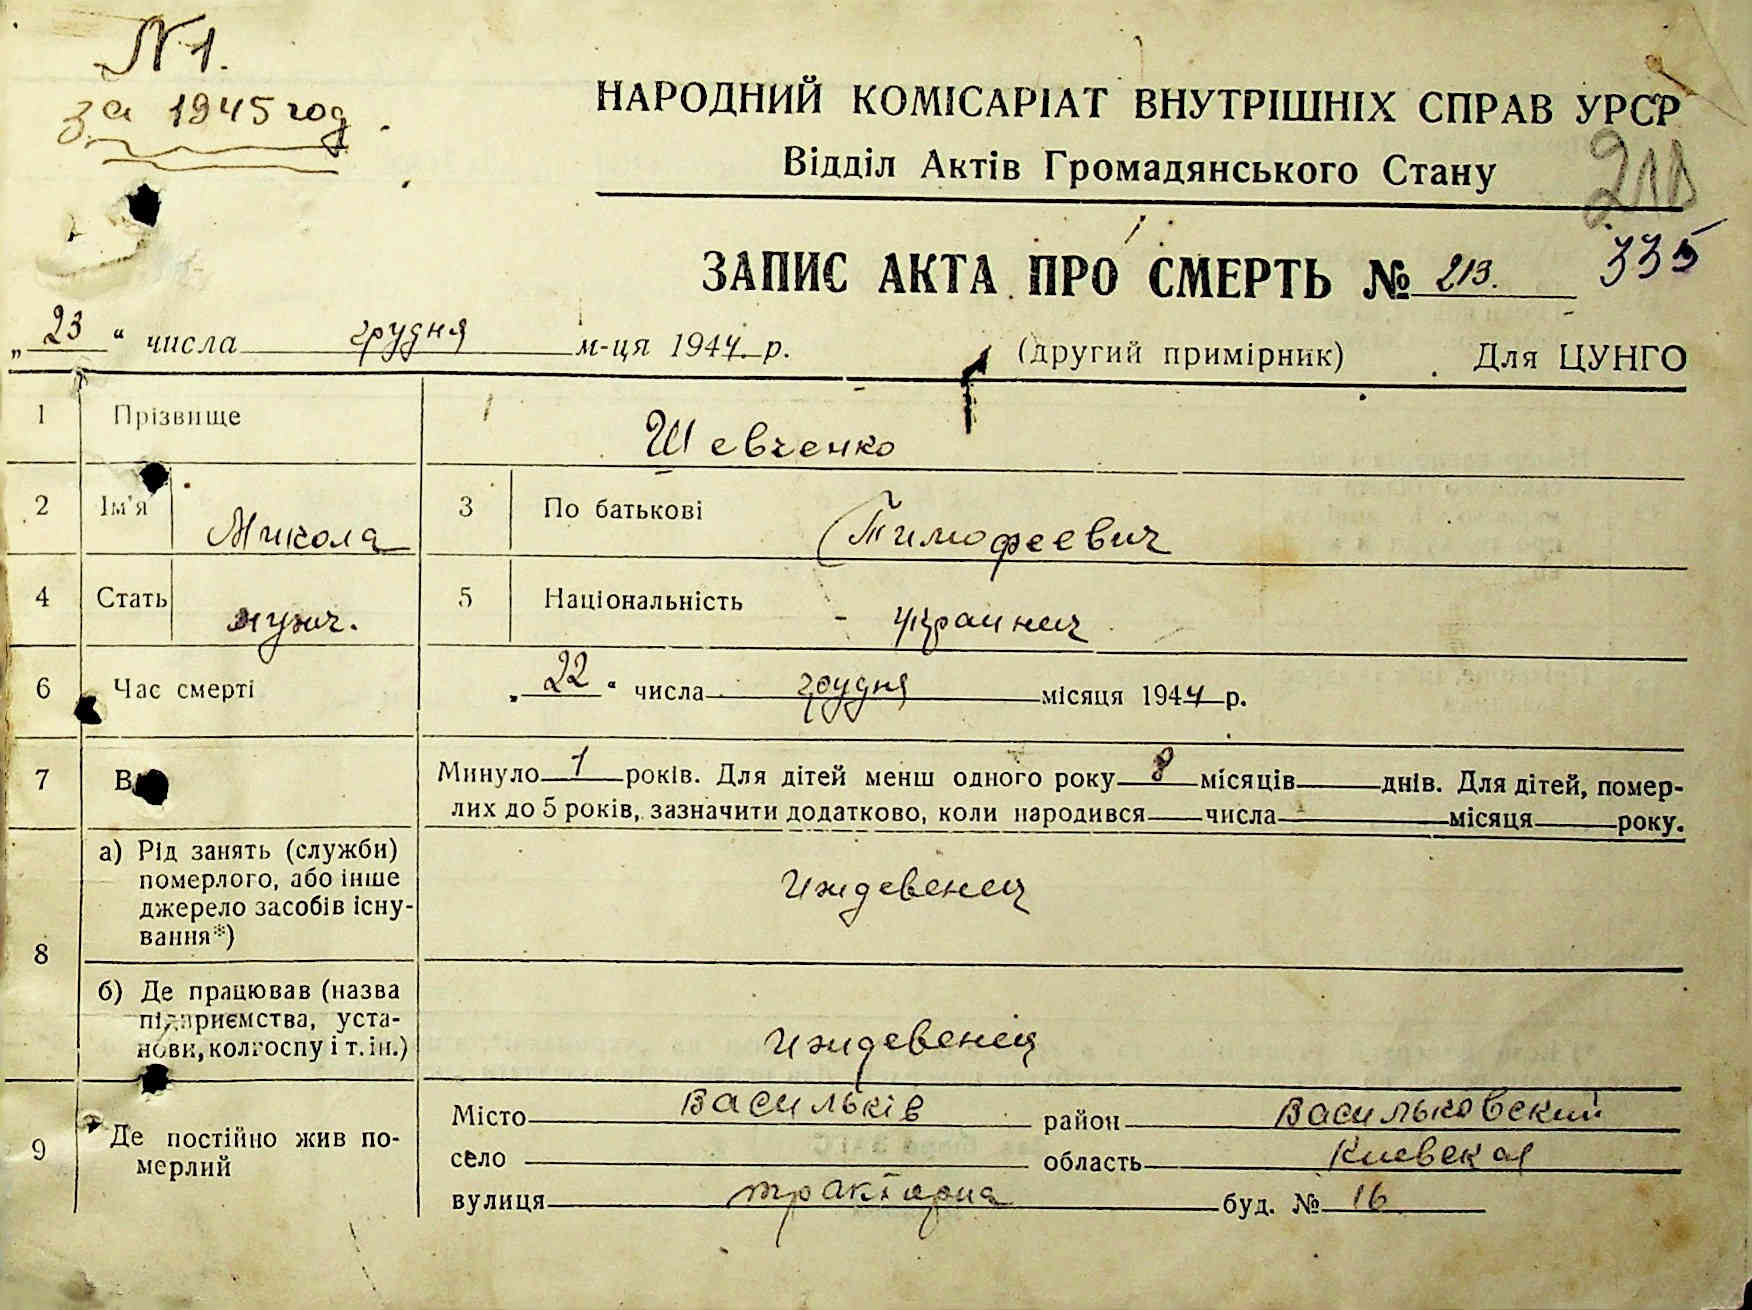 N 1.
за 1945 год.
НАРОДНИЙ КОМІСАРІАТ ВНУТРІШНІХ СПРАВ УРСР
Відділ Актів Громадянського Стану
335
ЗАПИС АКТА ПРО СМЕРТЬ № 213.
„ 23 “ числа грудня м-ця 1944 р. (другий примірник) Для ЦУНГО
1 Прізвище Шевченко
2 Ім'я Микола 3 По батькові Тимофеевич
4 Стать мужч. 5 Національність - украинец
6 Час смерті „ 22 “ числа грудня місяця 1944 р.
7 Минуло 1 років. Для дітей менш одного року 8 місяців днів. Для дітей, помер-
лих до 5 років, зазначити додатково, коли народився числа місяця року.
8 а) Рід занять (служби)
померлого, або інше
джерело засобів існу-
вання*)
Иждевенец
б) Де працював (назва
підприємства, уста-
нови, колгоспу і т. ін.)
Иждевенец
9 Де постійно жив по-
мерлий
Місто Васильків район Васильковский
село область Киевская
вулиця тракторна буд. № 16